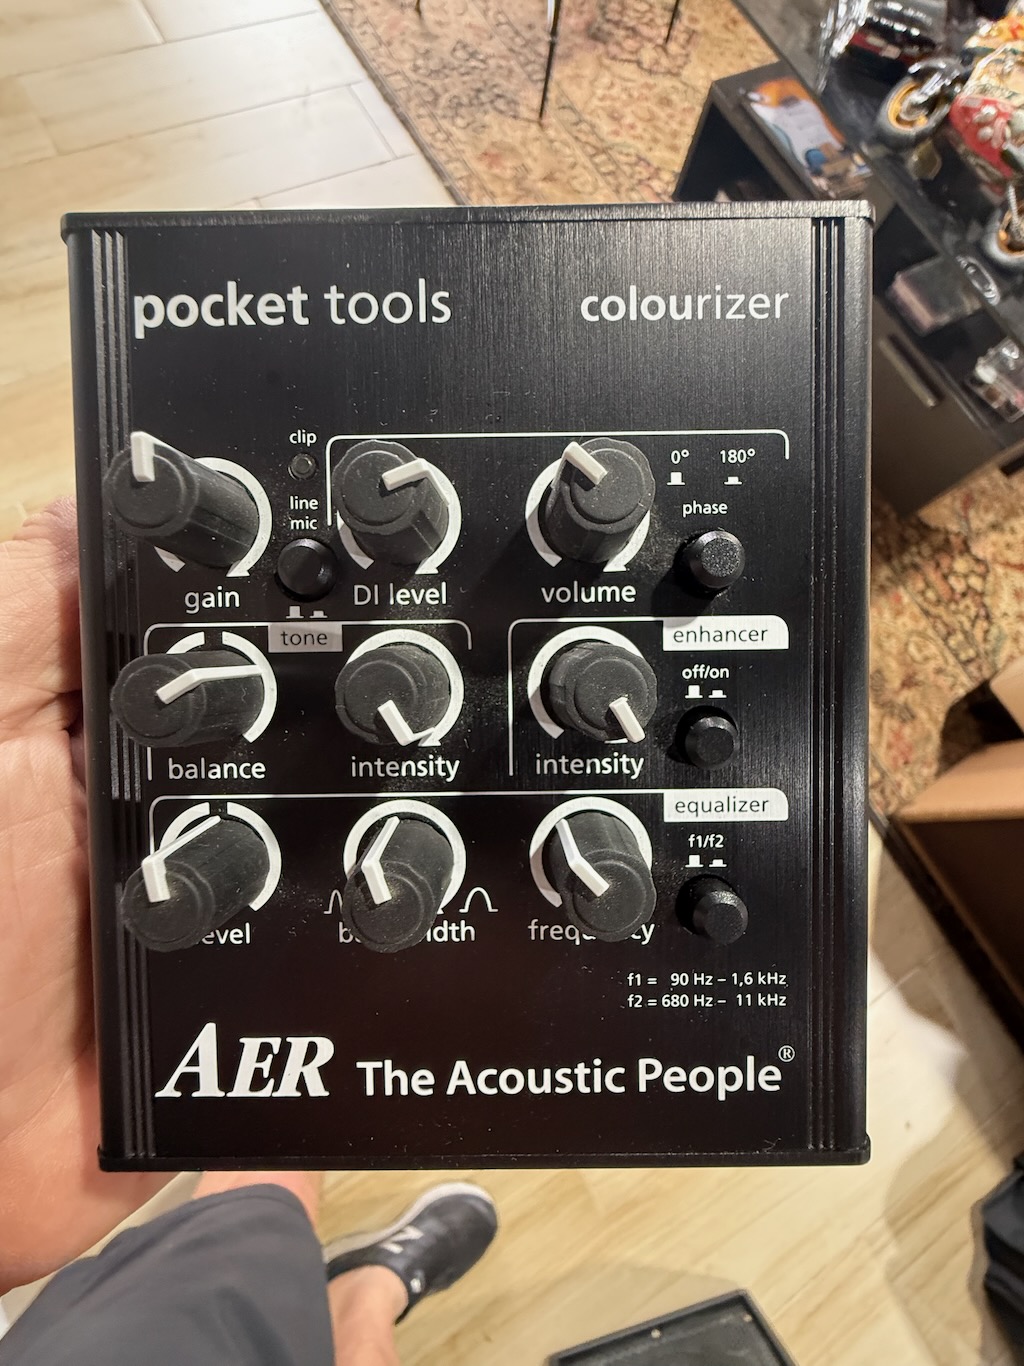 pocket tools colourizer
clip
0° 180°
line
mic
phase
gain DI level volume
tone enhancer
off/on
balance intensity intensity
equalizer
f1/f2
f1 = 90 Hz – 1,6 kHz
f2 = 680 Hz – 11 kHz
AER The Acoustic People®
N